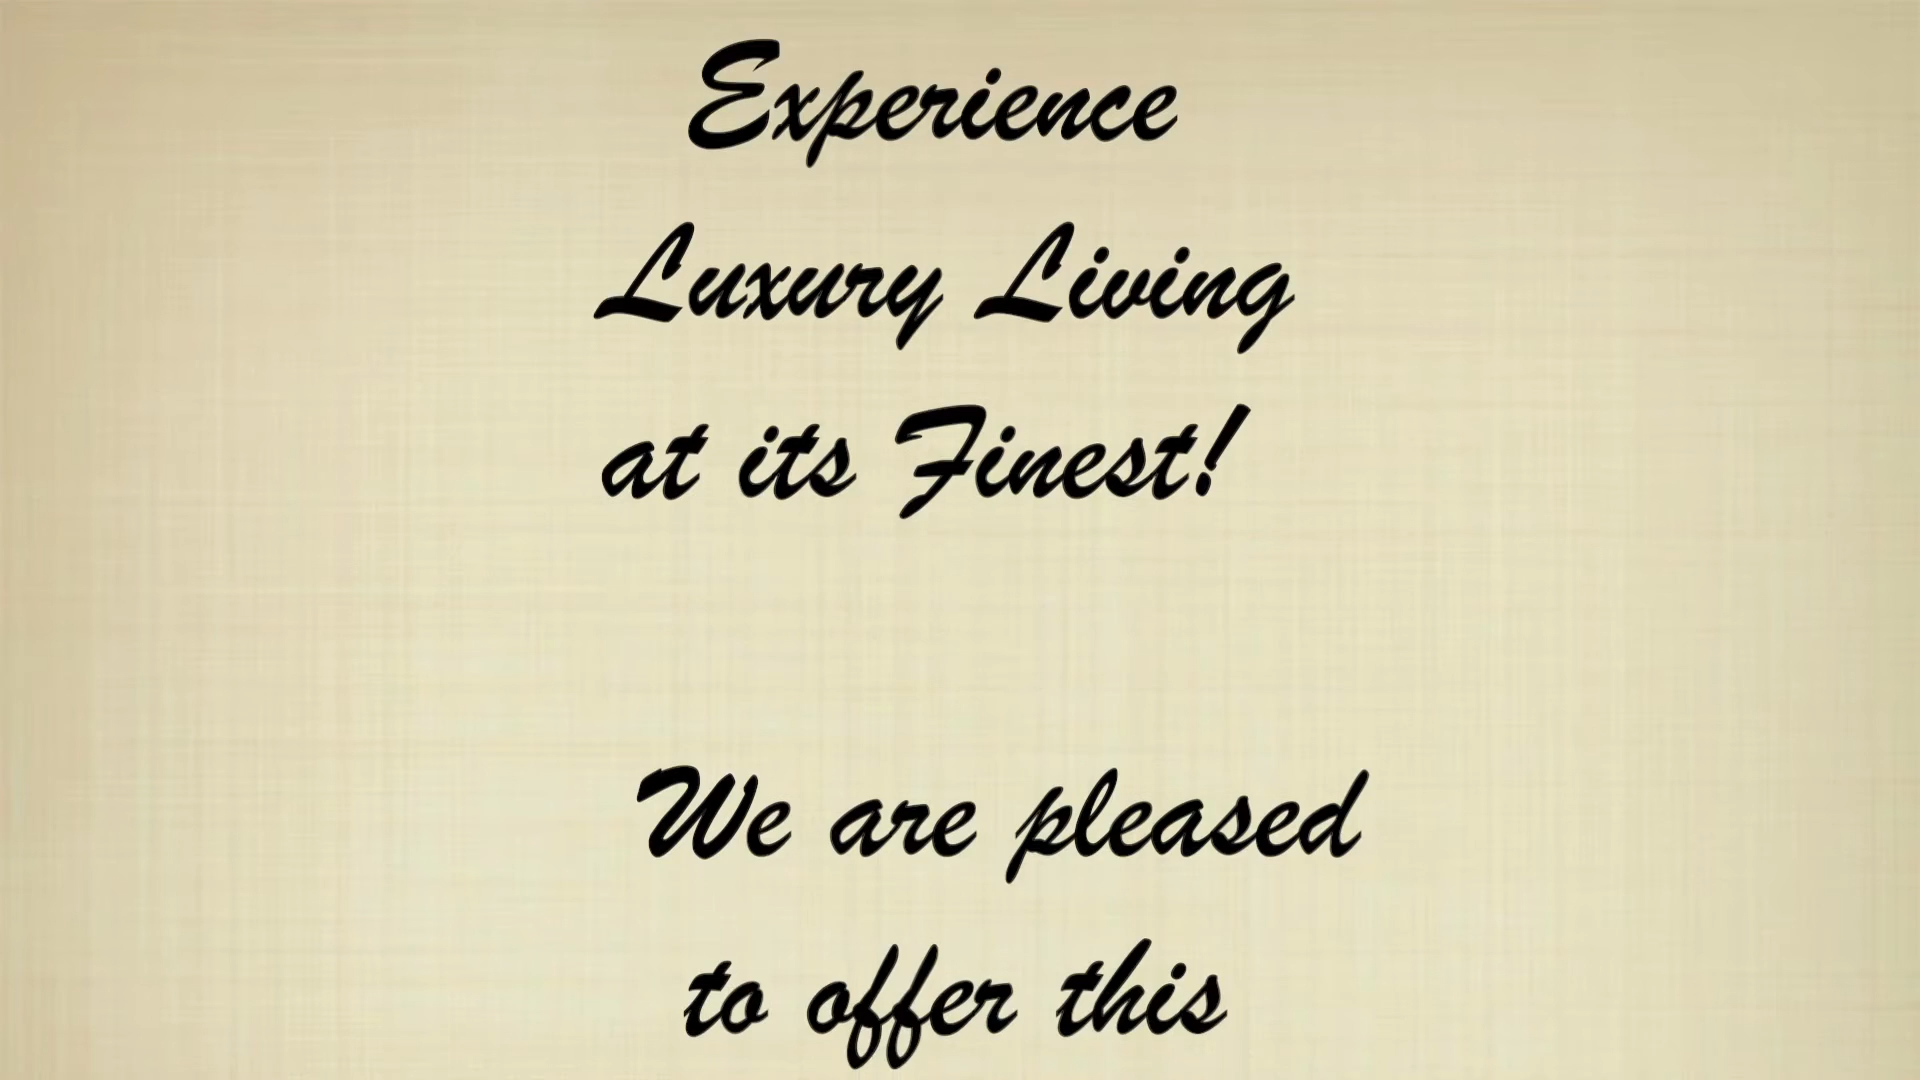 Experience
Luxury Living
at its Finest!
We are pleased
to offer this